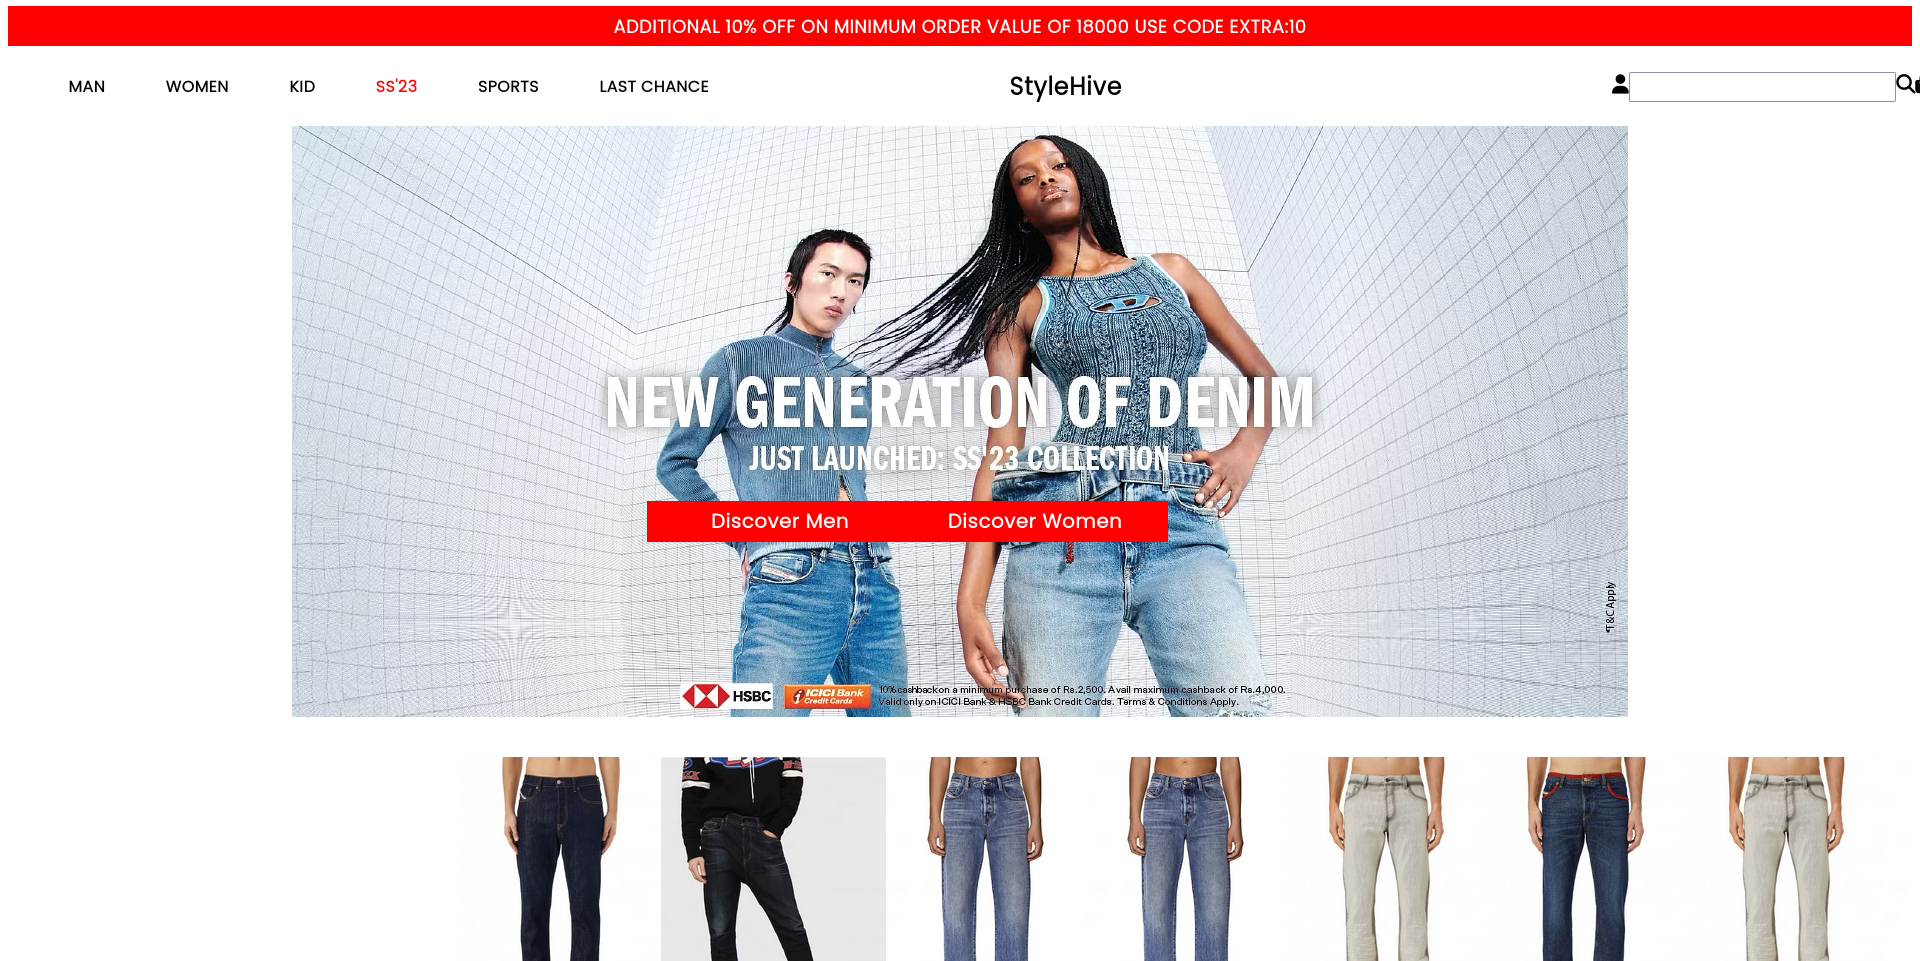 ADDITIONAL 10% OFF ON MINIMUM ORDER VALUE OF 18000 USE CODE EXTRA:10
MAN WOMEN KID SS'23 SPORTS LAST CHANCE StyleHive
NEW GENERATION OF DENIM
JUST LAUNCHED: SS'23 COLLECTION
Discover Men Discover Women
*T&C Apply
HSBC ICICI Bank
Credit Cards
10% cashback on a minimum purchase of Rs.2,500. Avail maximum cashback of Rs.4,000.
Valid only on ICICI Bank & HSBC Bank Credit Cards. Terms & Conditions Apply.